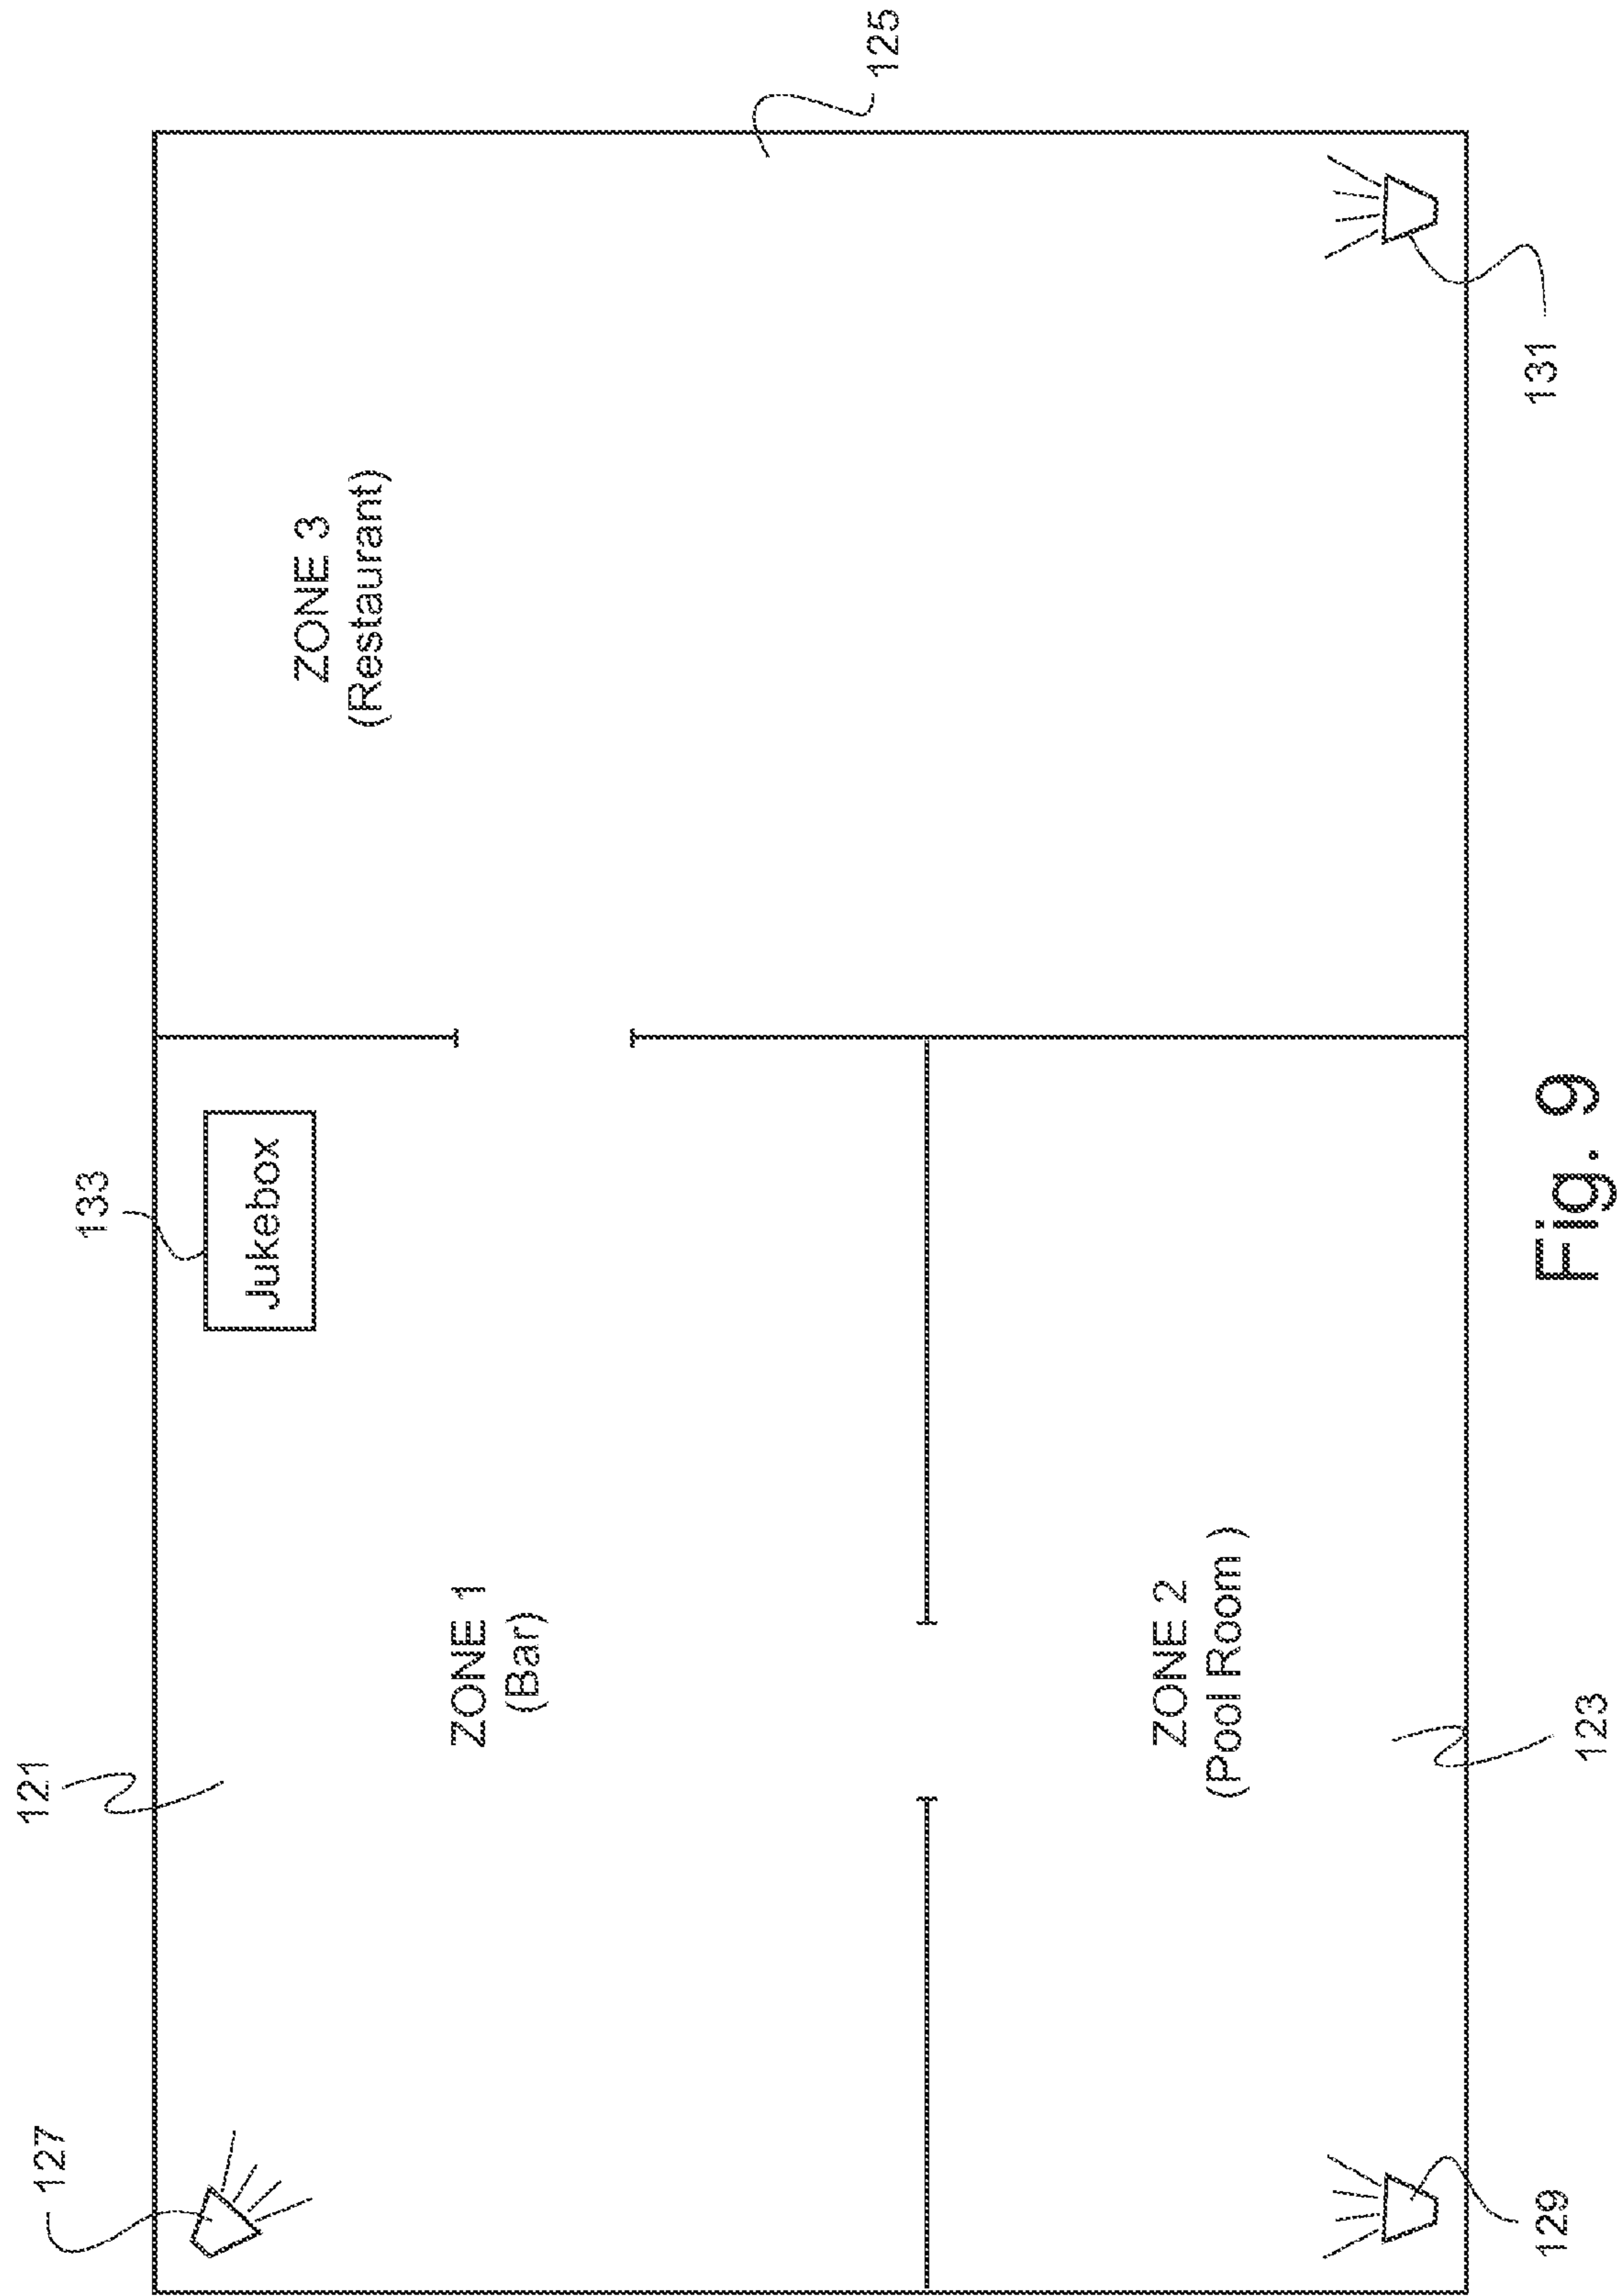 127
121
133
Jukebox
ZONE 1
(Bar)
ZONE 3
(Restaurant)
125
ZONE 2
(Pool Room )
129
123
131
Fig. 9